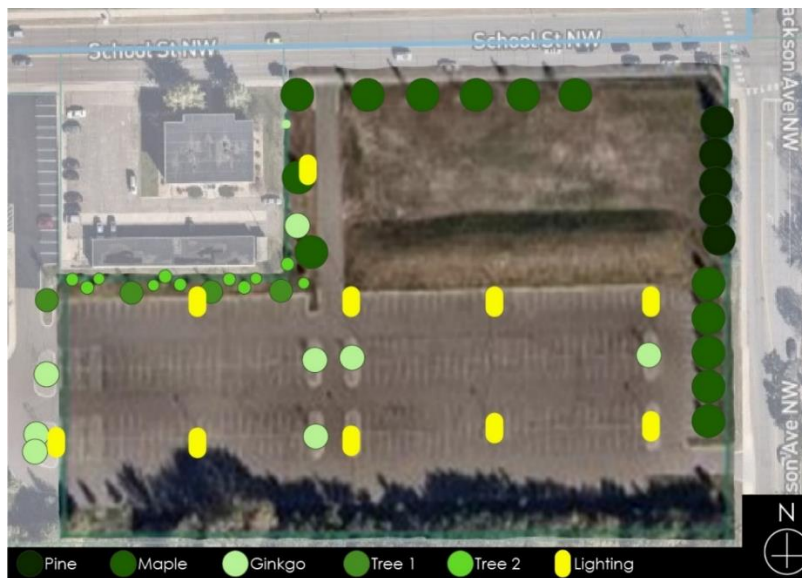 School St NW
School St NW
Jackson Ave NW
son Ave NW
N
Pine
Maple
Ginkgo
Tree 1
Tree 2
Lighting